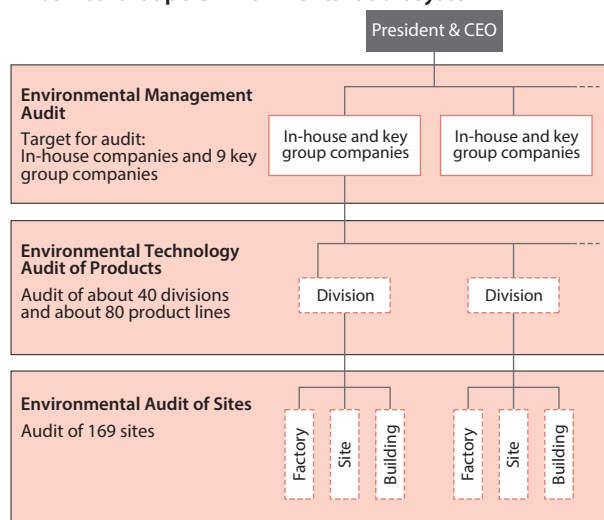 President & CEO
Environmental Management
Audit
Target for audit:
In-house companies and 9 key
group companies
In-house and key
group companies
In-house and key
group companies
Environmental Technology
Audit of Products
Audit of about 40 divisions
and about 80 product lines
Division
Division
Environmental Audit of Sites
Audit of 169 sites
Factory
Site
Building
Factory
Site
Building